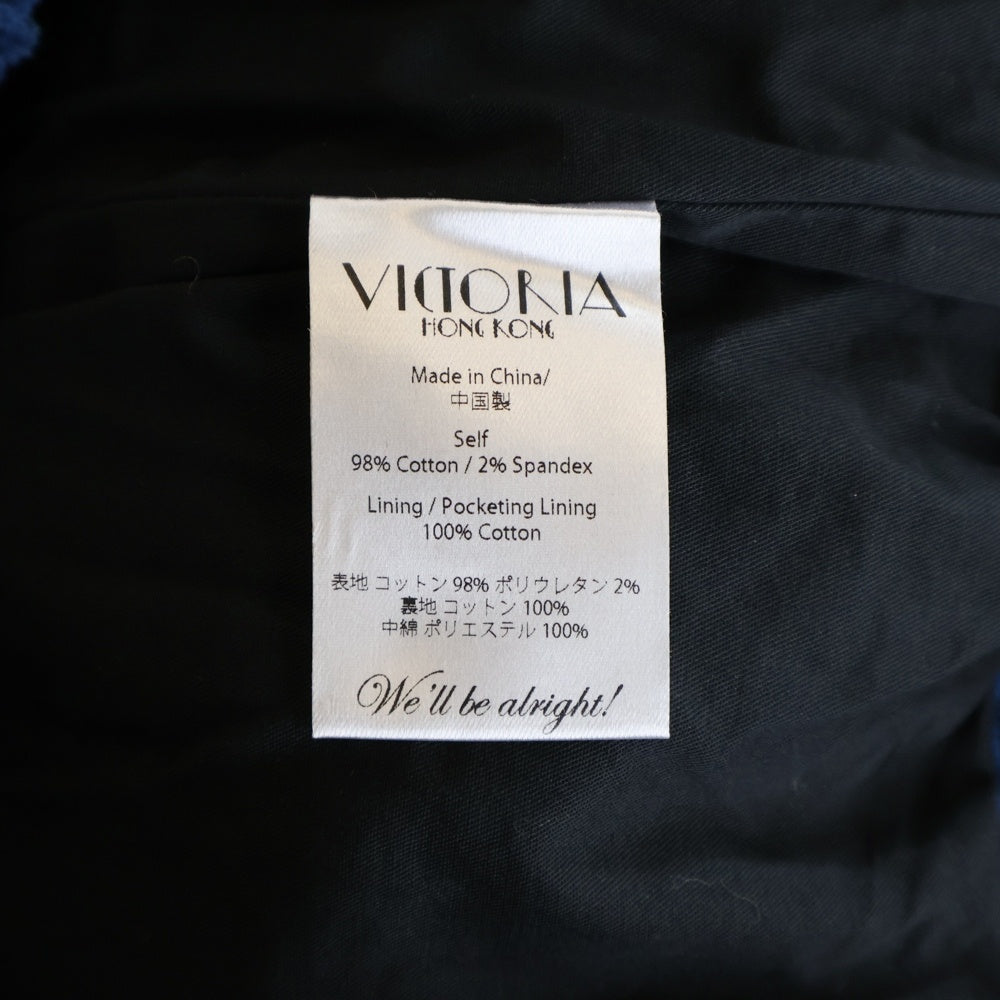 VICTORIA
HONG KONG
Made in China/
中国製
Self
98% Cotton / 2% Spandex
Lining / Pocketing Lining
100% Cotton
表地 コットン 98% ポリウレタン 2%
裏地 コットン 100%
中綿 ポリエステル 100%
We'll be alright!